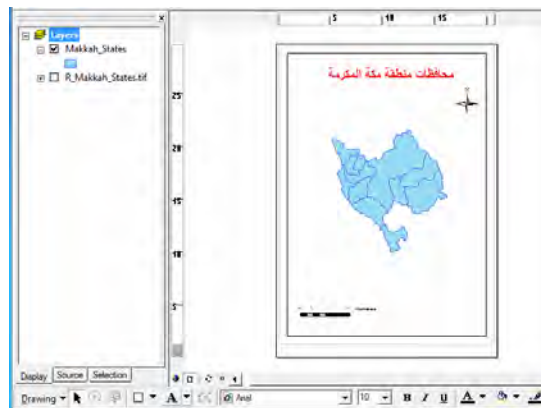 Layers
Makkah_States
R_Makkah_States.tif
5 10 15
محافظات منطقة مكة المكرمة
25
20
15
10
5
Display Source Selection
Drawing A Arial 10 B I U A